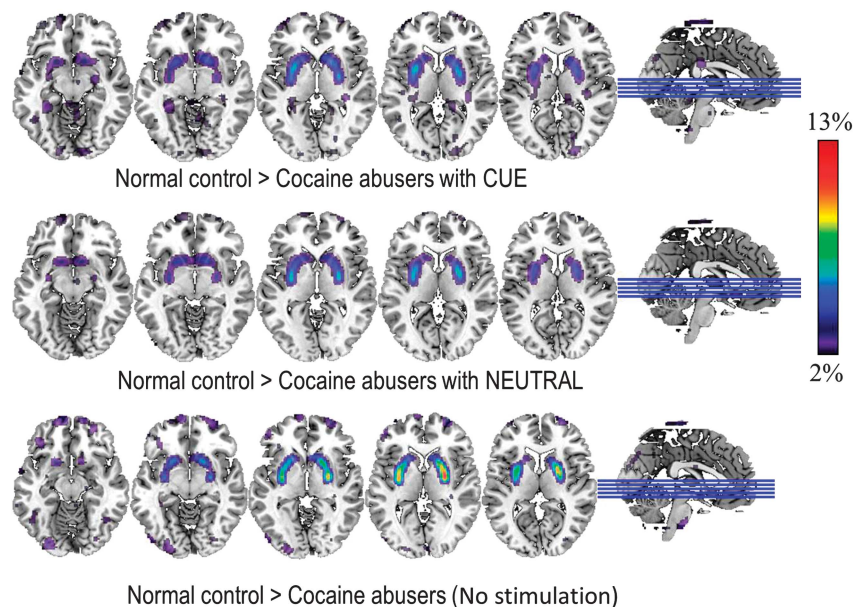 13%
Normal control > Cocaine abusers with CUE
2%
Normal control > Cocaine abusers with NEUTRAL
Normal control > Cocaine abusers (No stimulation)